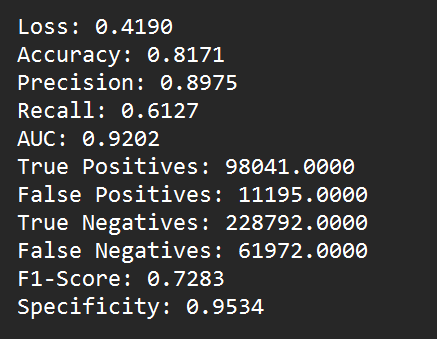 Loss: 0.4190
Accuracy: 0.8171
Precision: 0.8975
Recall: 0.6127
AUC: 0.9202
True Positives: 98041.0000
False Positives: 11195.0000
True Negatives: 228792.0000
False Negatives: 61972.0000
F1-Score: 0.7283
Specificity: 0.9534